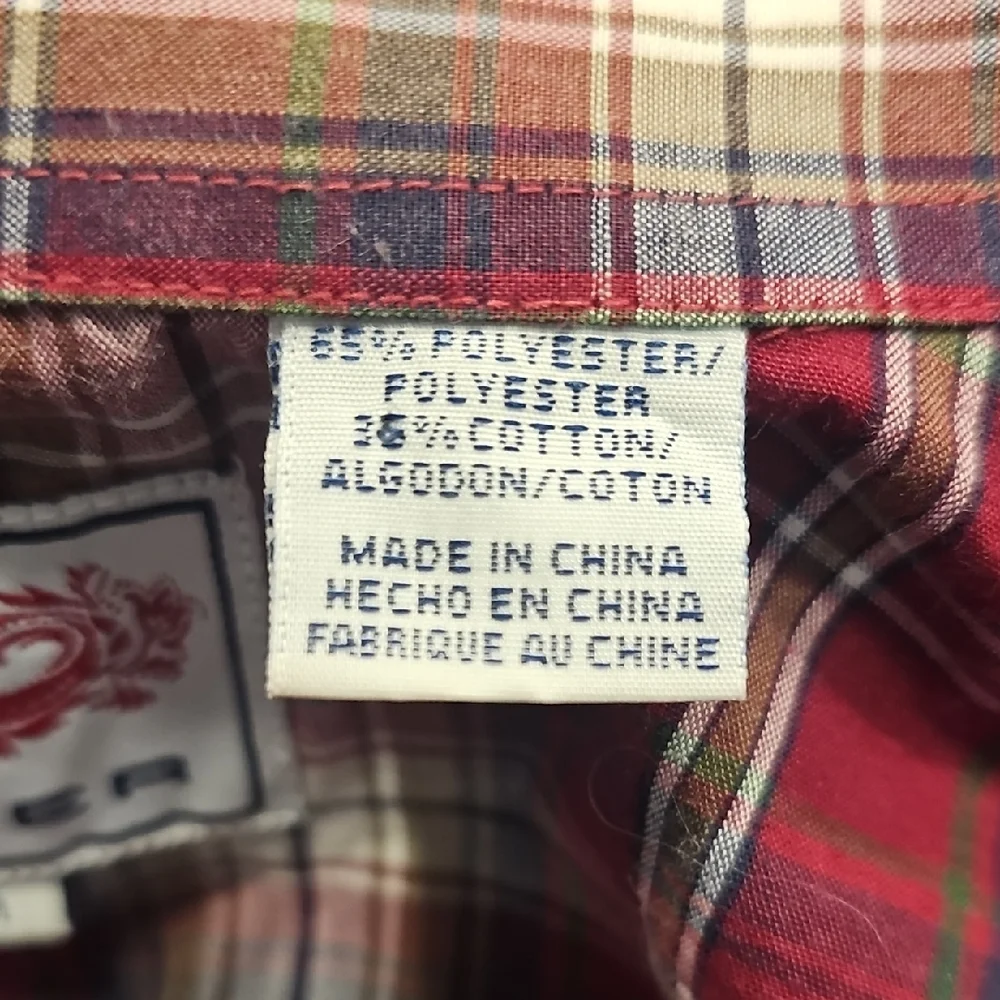 65% POLYESTER/
POLYESTER
35% COTTON/
ALGODON/COTON
MADE IN CHINA
HECHO EN CHINA
FABRIQUE AU CHINE